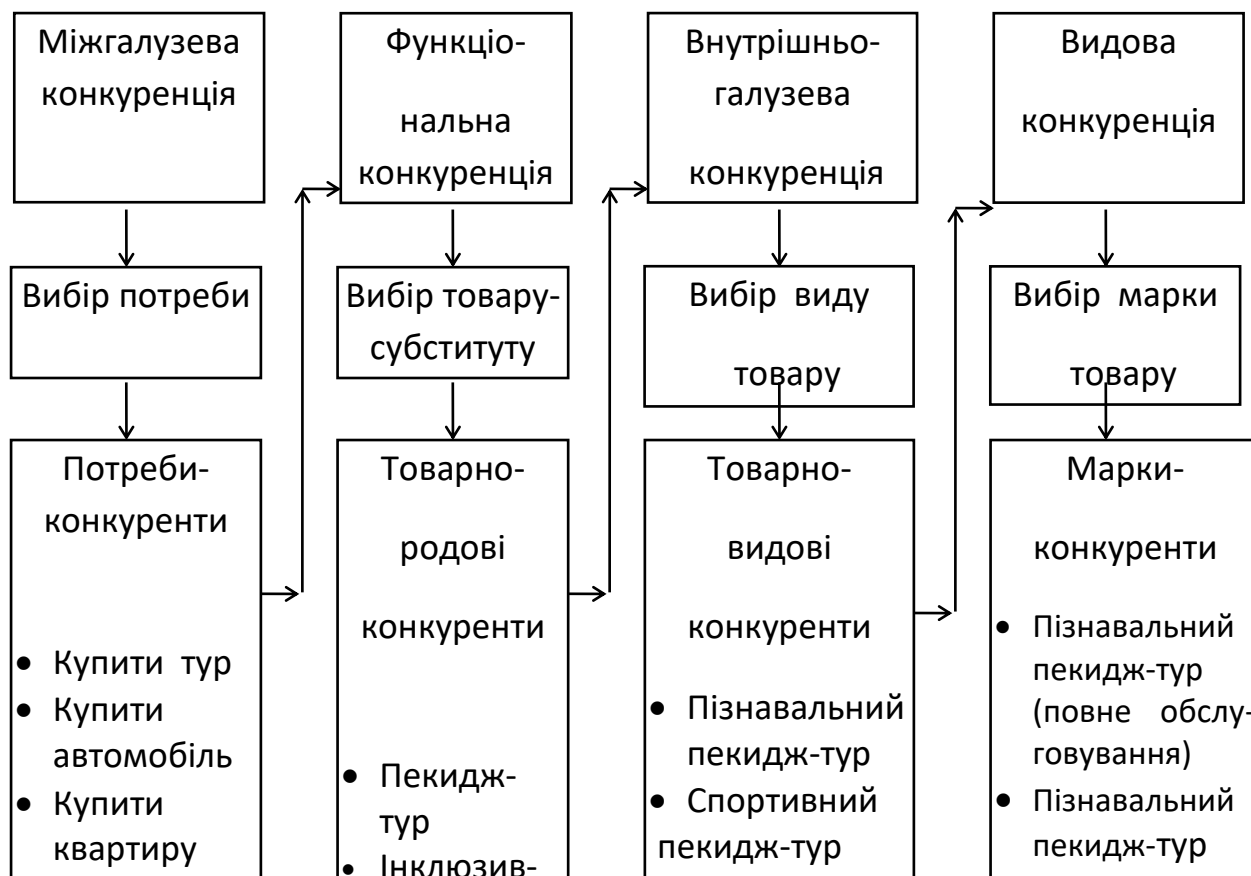 Міжгалузева
конкуренція
Вибір потреби
Потреби-
конкуренти
• Купити тур
• Купити
автомобіль
• Купити
квартиру
Функціо-
нальна
конкуренція
Вибір товару-
субституту
Товарно-
родові
конкуренти
• Пекидж-
тур
• Інклюзив-
Внутрішньо-
галузева
конкуренція
Вибір виду
товару
Товарно-
видові
конкуренти
• Пізнавальний
пекидж-тур
• Спортивний
пекидж-тур
Видова
конкуренція
Вибір марки
товару
Марки-
конкуренти
• Пізнавальний
пекидж-тур
(повне обслу-
говування)
• Пізнавальний
пекидж-тур